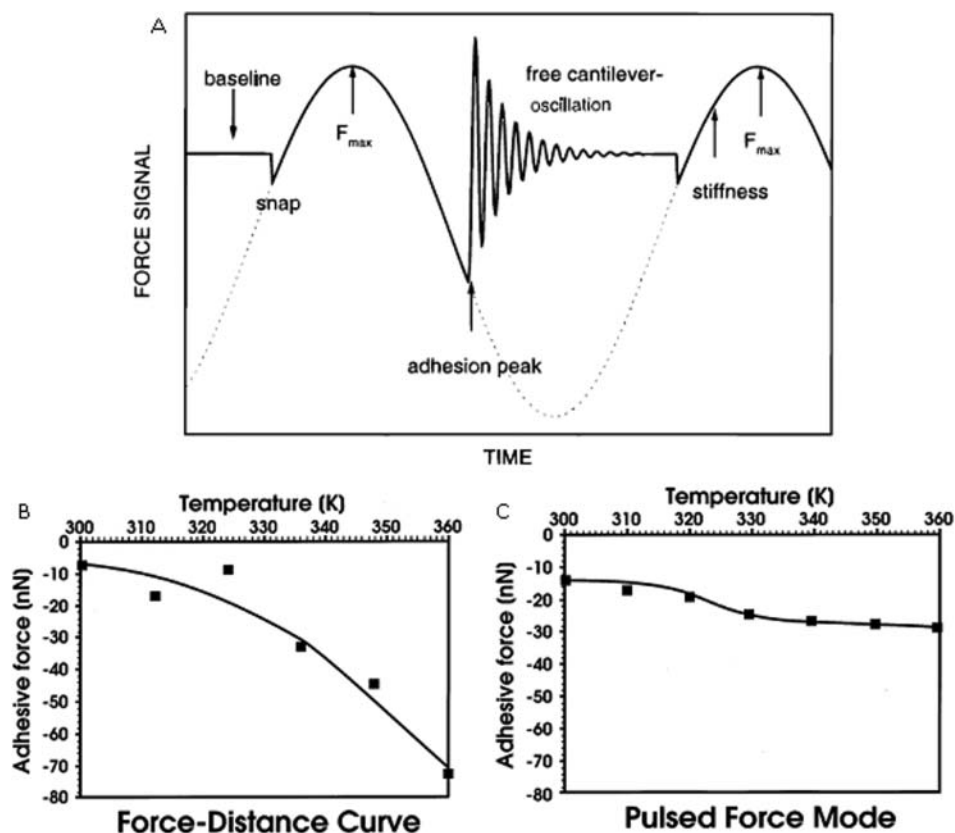 A
baseline
free cantilever-
oscillation
F_max
F_max
snap
stiffness
adhesion peak
FORCE SIGNAL
TIME
B
Temperature (K)
300 310 320 330 340 350 360
0
-10
-20
-30
-40
-50
-60
-70
-80
Adhesive force (nN)
Force-Distance Curve
C
Temperature (K)
300 310 320 330 340 350 360
0
-10
-20
-30
-40
-50
-60
-70
-80
Adhesive force (nN)
Pulsed Force Mode